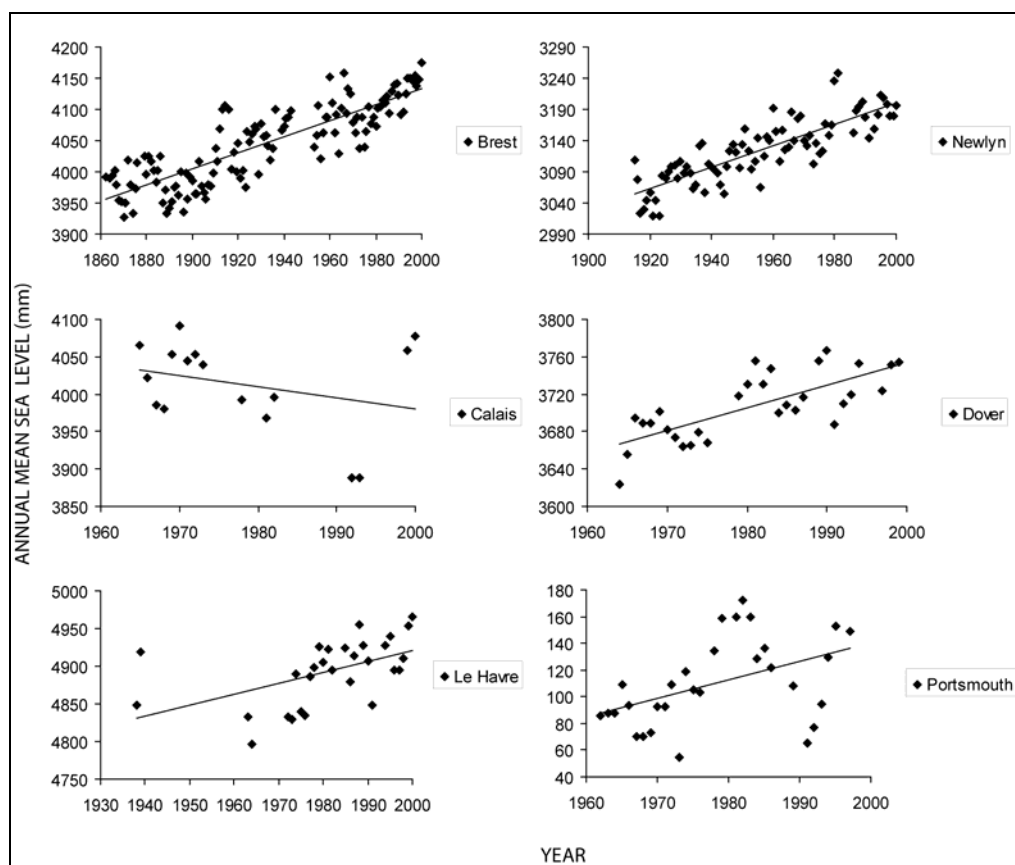 ANNUAL MEAN SEA LEVEL (mm)
4200
4150
4100
4050
4000
3950
3900
1860 1880 1900 1920 1940 1960 1980 2000
Brest
3290
3240
3190
3140
3090
3040
2990
1900 1920 1940 1960 1980 2000
Newlyn
4100
4050
4000
3950
3900
3850
1960 1970 1980 1990 2000
Calais
3800
3760
3720
3680
3640
3600
1960 1970 1980 1990 2000
Dover
5000
4950
4900
4850
4800
4750
1930 1940 1950 1960 1970 1980 1990 2000
Le Havre
180
160
140
120
100
80
60
40
1960 1970 1980 1990 2000
Portsmouth
YEAR